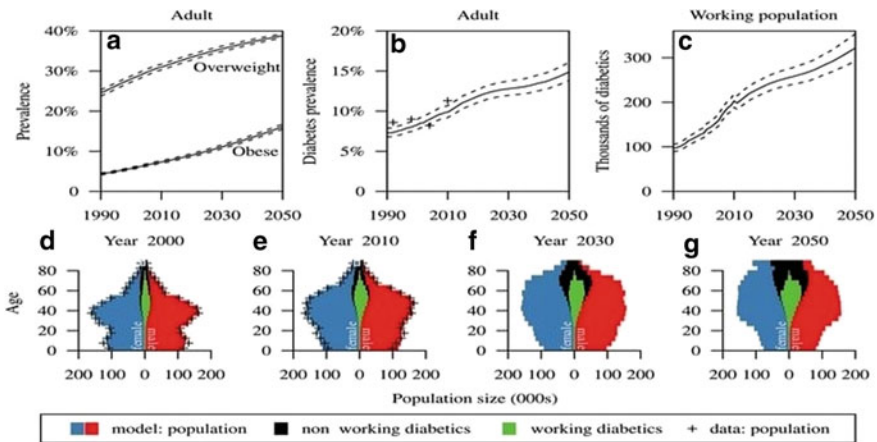 Adult Adult Working population
a b c
40% 20%
300
30% 15%
Overweight
20% 10% 200
10% 5% 100
Obese
0 0 0
Prevalence
Diabetes prevalence
Thousands of diabetics
1990 2010 2030 2050 1990 2010 2030 2050 1990 2010 2030 2050
d Year 2000 e Year 2010 f Year 2030 g Year 2050
80 80 80 80
60 60 60 60
40 40 40 40
20 20 20 20
0 0 0 0
Age
female male female male female male female male
200 100 0 100 200 200 100 0 100 200 200 100 0 100 200 200 100 0 100 200
Population size (000s)
model: population non working diabetics working diabetics + data: population